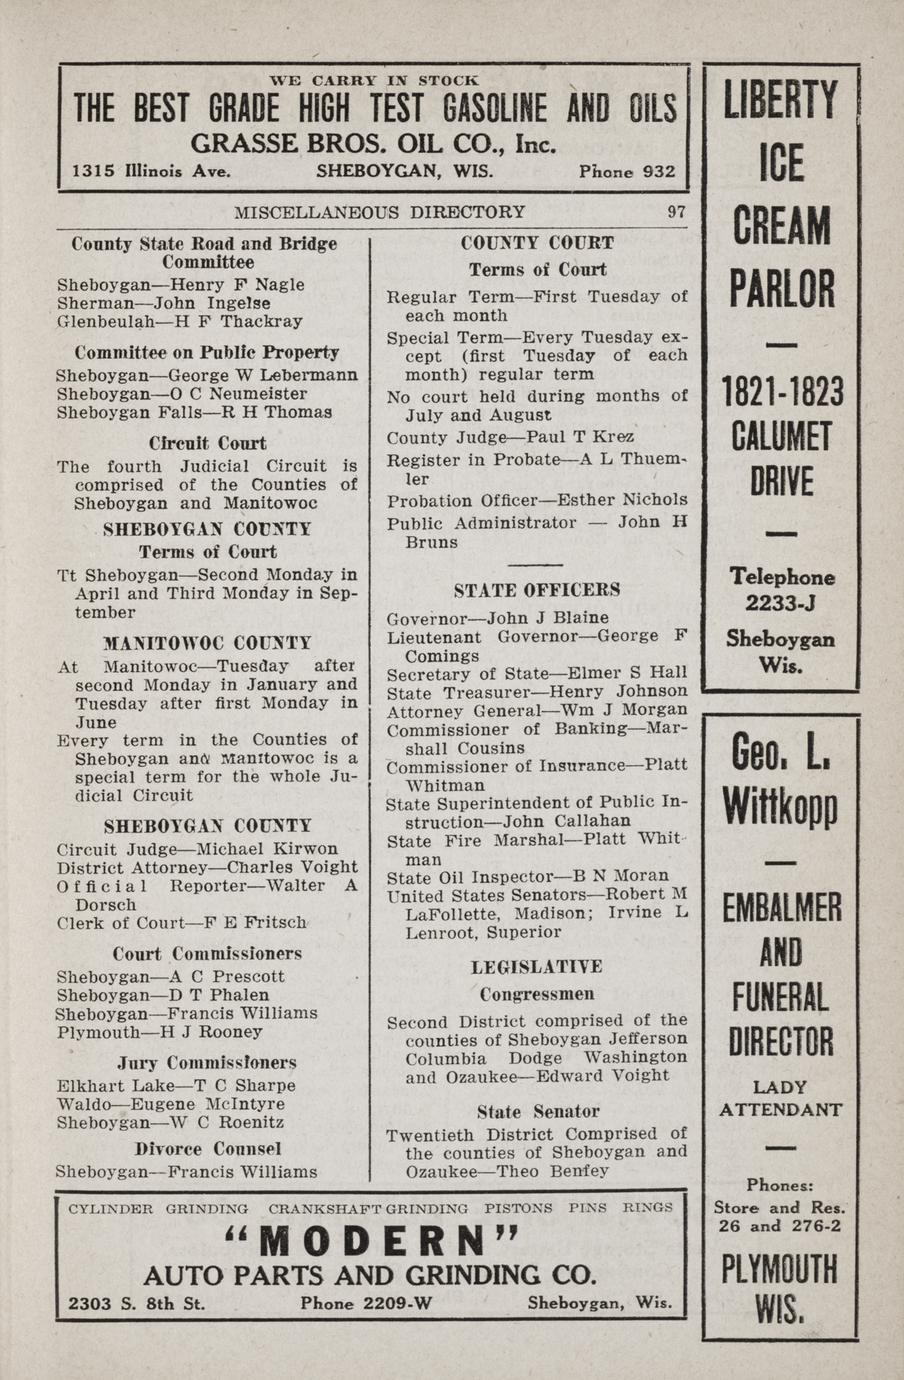 WE CARRY IN STOCK
THE BEST GRADE HIGH TEST GASOLINE AND OILS
GRASSE BROS. OIL CO., Inc.
1315 Illinois Ave. SHEBOYGAN, WIS. Phone 932
MISCELLANEOUS DIRECTORY 97
County State Road and Bridge
Committee
Sheboygan—Henry F Nagle
Sherman—John Ingelse
Glenbeulah—H F Thackray
Committee on Public Property
Sheboygan—George W Lebermann
Sheboygan—O C Neumeister
Sheboygan Falls—R H Thomas
Circuit Court
The fourth Judicial Circuit is
comprised of the Counties of
Sheboygan and Manitowoc
SHEBOYGAN COUNTY
Terms of Court
Tt Sheboygan—Second Monday in
April and Third Monday in Sep-
tember
MANITOWOC COUNTY
At Manitowoc—Tuesday after
second Monday in January and
Tuesday after first Monday in
June
Every term in the Counties of
Sheboygan and Manitowoc is a
special term for the whole Ju-
dicial Circuit
SHEBOYGAN COUNTY
Circuit Judge—Michael Kirwon
District Attorney—Charles Voight
Official Reporter—Walter A
Dorsch
Clerk of Court—F E Fritsch
Court Commissioners
Sheboygan—A C Prescott
Sheboygan—D T Phalen
Sheboygan—Francis Williams
Plymouth—H J Rooney
Jury Commissioners
Elkhart Lake—T C Sharpe
Waldo—Eugene McIntyre
Sheboygan—W C Roenitz
Divorce Counsel
Sheboygan—Francis Williams
COUNTY COURT
Terms of Court
Regular Term—First Tuesday of
each month
Special Term—Every Tuesday ex-
cept (first Tuesday of each
month) regular term
No court held during months of
July and August
County Judge—Paul T Krez
Register in Probate—A L Thuem-
ler
Probation Officer—Esther Nichols
Public Administrator — John H
Bruns
STATE OFFICERS
Governor—John J Blaine
Lieutenant Governor—George F
Comings
Secretary of State—Elmer S Hall
State Treasurer—Henry Johnson
Attorney General—Wm J Morgan
Commissioner of Banking—Mar-
shall Cousins
Commissioner of Insurance—Platt
Whitman
State Superintendent of Public In-
struction—John Callahan
State Fire Marshal—Platt Whit-
man
State Oil Inspector—B N Moran
United States Senators—Robert M
LaFollette, Madison; Irvine L
Lenroot, Superior
LEGISLATIVE
Congressmen
Second District comprised of the
counties of Sheboygan Jefferson
Columbia Dodge Washington
and Ozaukee—Edward Voight
State Senator
Twentieth District Comprised of
the counties of Sheboygan and
Ozaukee—Theo Benfey
CYLINDER GRINDING CRANKSHAFT GRINDING PISTONS PINS RINGS
"MODERN"
AUTO PARTS AND GRINDING CO.
2303 S. 8th St. Phone 2209-W Sheboygan, Wis.
LIBERTY
ICE
CREAM
PARLOR
—
1821-1823
CALUMET
DRIVE
—
Telephone
2233-J
Sheboygan
Wis.
Geo. L.
Wittkopp
—
EMBALMER
AND
FUNERAL
DIRECTOR
LADY
ATTENDANT
—
Phones:
Store and Res.
26 and 276-2
PLYMOUTH
WIS.